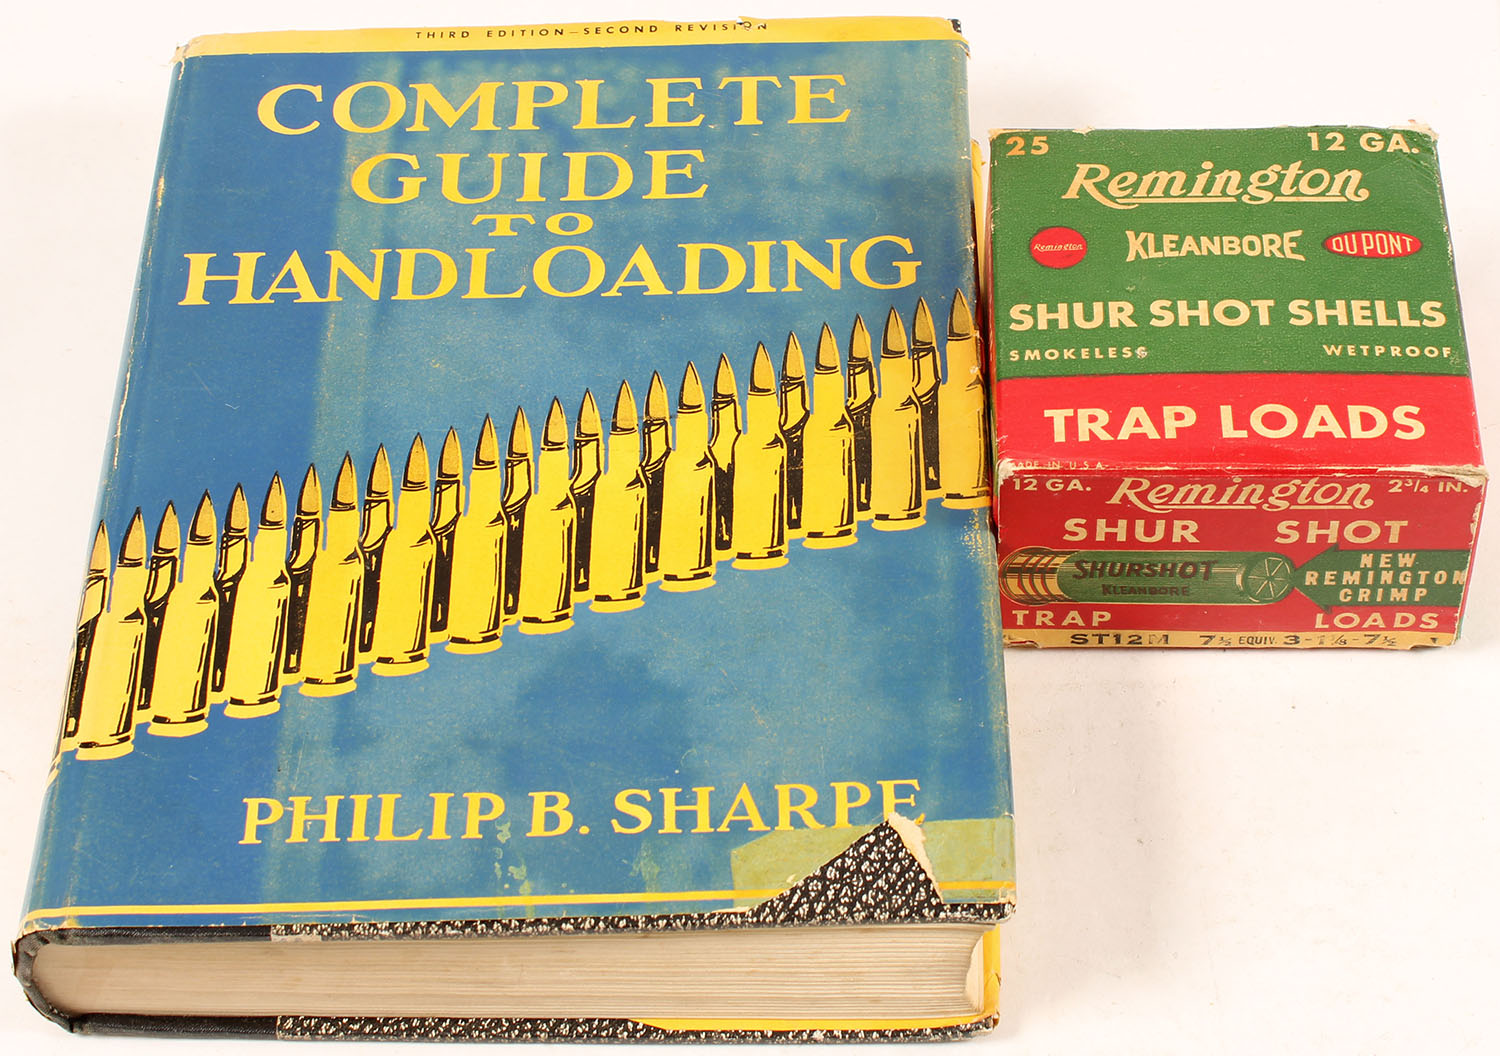 THIRD EDITION—SECOND REVISION
COMPLETE
GUIDE
TO
HANDLOADING
PHILIP B. SHARPE
25 12 GA.
Remington
Remington KLEANBORE DU PONT
SHUR SHOT SHELLS
SMOKELESS WETPROOF
TRAP LOADS
MADE IN U.S.A.
12 GA. Remington 2¾ IN.
SHUR SHOT
SHURSHOT
KLEANBORE
NEW
REMINGTON
CRIMP
TRAP LOADS
ST12M 7½ EQUIV. 3-1⅛-7½